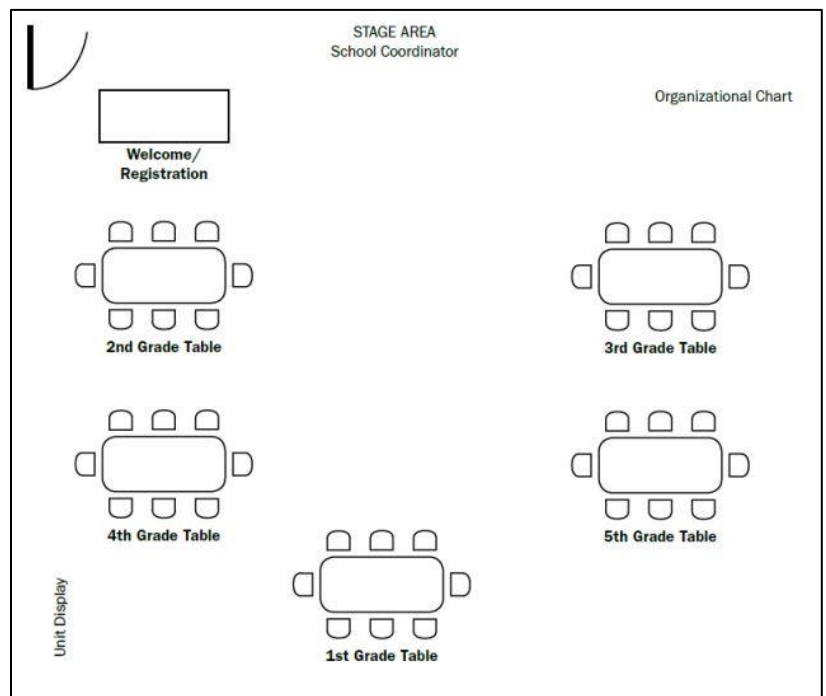 STAGE AREA
School Coordinator
Organizational Chart
Welcome/
Registration
2nd Grade Table
3rd Grade Table
4th Grade Table
5th Grade Table
Unit Display
1st Grade Table